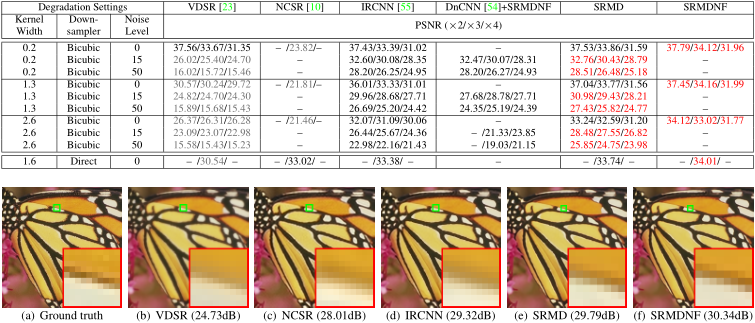 Degradation Settings VDSR [23] NCSR [10] IRCNN [55] DnCNN [54]+SRMDNF SRMD SRMDNF
Kernel Width Down-sampler Noise Level PSNR (×2/×3/×4)
0.2 Bicubic 0 37.56/33.67/31.35 – /23.82/– 37.43/33.39/31.02 – 37.53/33.86/31.59 37.79/34.12/31.96
0.2 Bicubic 15 26.02/25.40/24.70 – 32.60/30.08/28.35 32.47/30.07/28.31 32.76/30.43/28.79 –
0.2 Bicubic 50 16.02/15.72/15.46 – 28.20/26.25/24.95 28.20/26.27/24.93 28.51/26.48/25.18 –
1.3 Bicubic 0 30.57/30.24/29.72 – /21.81/– 36.01/33.33/31.01 – 37.04/33.77/31.56 37.45/34.16/31.99
1.3 Bicubic 15 24.82/24.70/24.30 – 29.96/28.68/27.71 27.68/28.78/27.71 30.98/29.43/28.21 –
1.3 Bicubic 50 15.89/15.68/15.43 – 26.69/25.20/24.42 24.35/25.19/24.39 27.43/25.82/24.77 –
2.6 Bicubic 0 26.37/26.31/26.28 – /21.46/– 32.07/31.09/30.06 – 33.24/32.59/31.20 34.12/33.02/31.77
2.6 Bicubic 15 23.09/23.07/22.98 – 26.44/25.67/24.36 – /21.33/23.85 28.48/27.55/26.82 –
2.6 Bicubic 50 15.58/15.43/15.23 – 22.98/22.16/21.43 – /19.03/21.15 25.85/24.75/23.98 –
1.6 Direct 0 – /30.54/ – – /33.02/ – – /33.38/ – – – /33.74/ – – /34.01/ –
(a) Ground truth (b) VDSR (24.73dB) (c) NCSR (28.01dB) (d) IRCNN (29.32dB) (e) SRMD (29.79dB) (f) SRMDNF (30.34dB)